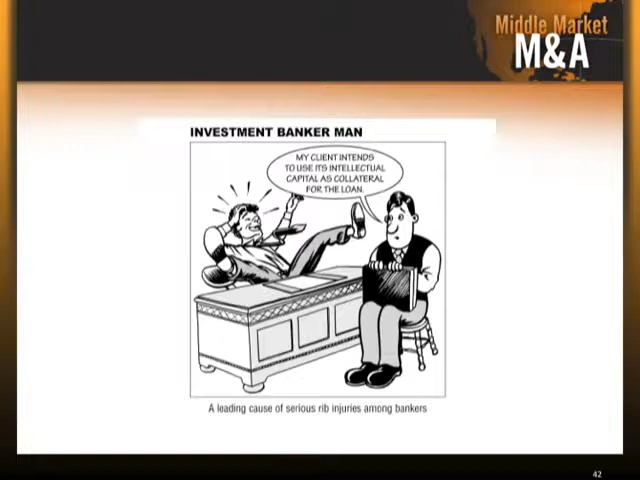 Middle Market
M&A
INVESTMENT BANKER MAN
MY CLIENT INTENDS
TO USE ITS INTELLECTUAL
CAPITAL AS COLLATERAL
FOR THE LOAN.
A leading cause of serious rib injuries among bankers
42